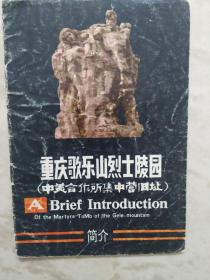 重庆歌乐山烈士陵园
(中美合作所集中营旧址)
A Brief Introduction
Of the Martyrs Tomb of the Gele-mountain
简介